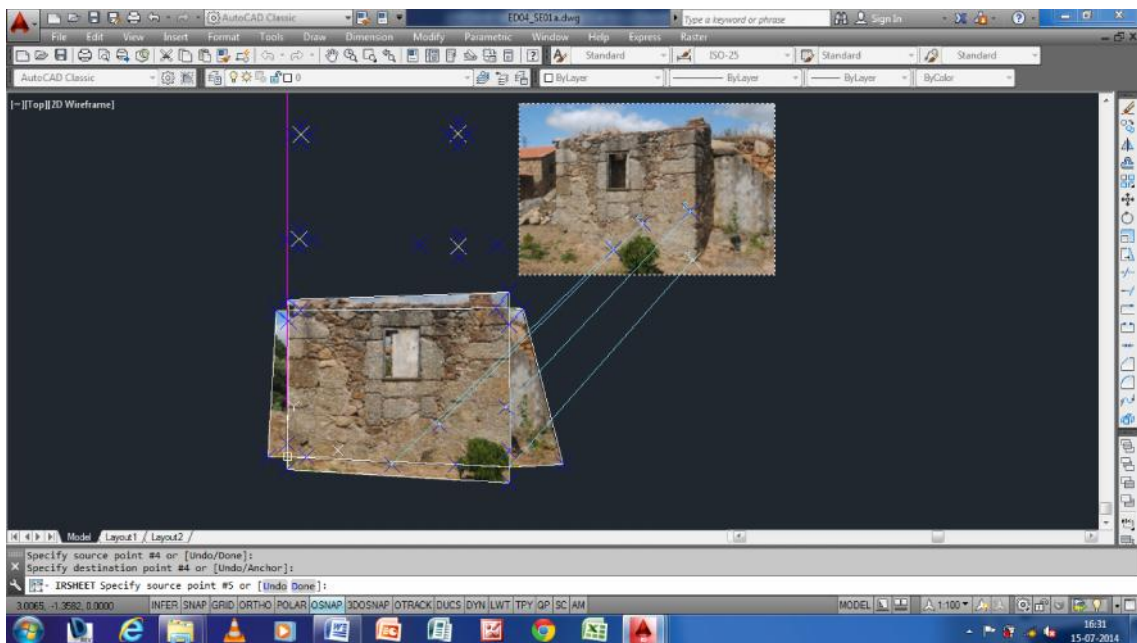 AutoCAD Classic ED04_SE01a.dwg Type a keyword or phrase Sign In
File Edit View Insert Format Tools Draw Dimension Modify Parametric Window Help Express Raster
Standard ISO-25 Standard Standard
AutoCAD Classic 0 ByLayer ByLayer ByLayer ByColor
[−][Top][2D Wireframe]
Model Layout1 Layout2
Specify source point #4 or [Undo/Done]:
Specify destination point #4 or [Undo/Anchor]:
IRSHEET Specify source point #5 or [Undo Done]:
3.0065, -1.3582, 0.0000 INFER SNAP GRID ORTHO POLAR OSNAP 3DOSNAP OTRACK DUCS DYN LWT TPY QP SC AM MODEL 1:100
16:31
15-07-2014